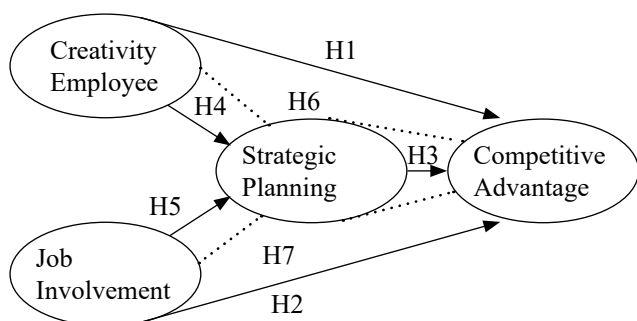 Creativity
Employee
H1
H4
H6
Strategic
Planning
H3
Competitive
Advantage
H5
Job
Involvement
H7
H2